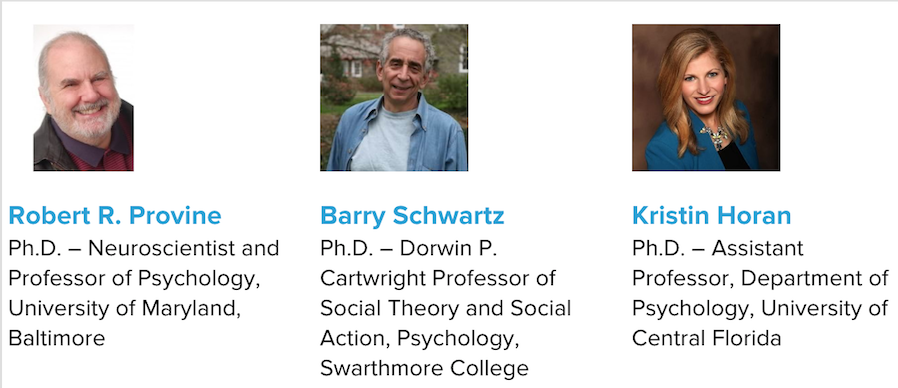 Robert R. Provine
Ph.D. – Neuroscientist and
Professor of Psychology,
University of Maryland,
Baltimore
Barry Schwartz
Ph.D. – Dorwin P.
Cartwright Professor of
Social Theory and Social
Action, Psychology,
Swarthmore College
Kristin Horan
Ph.D. – Assistant
Professor, Department of
Psychology, University of
Central Florida